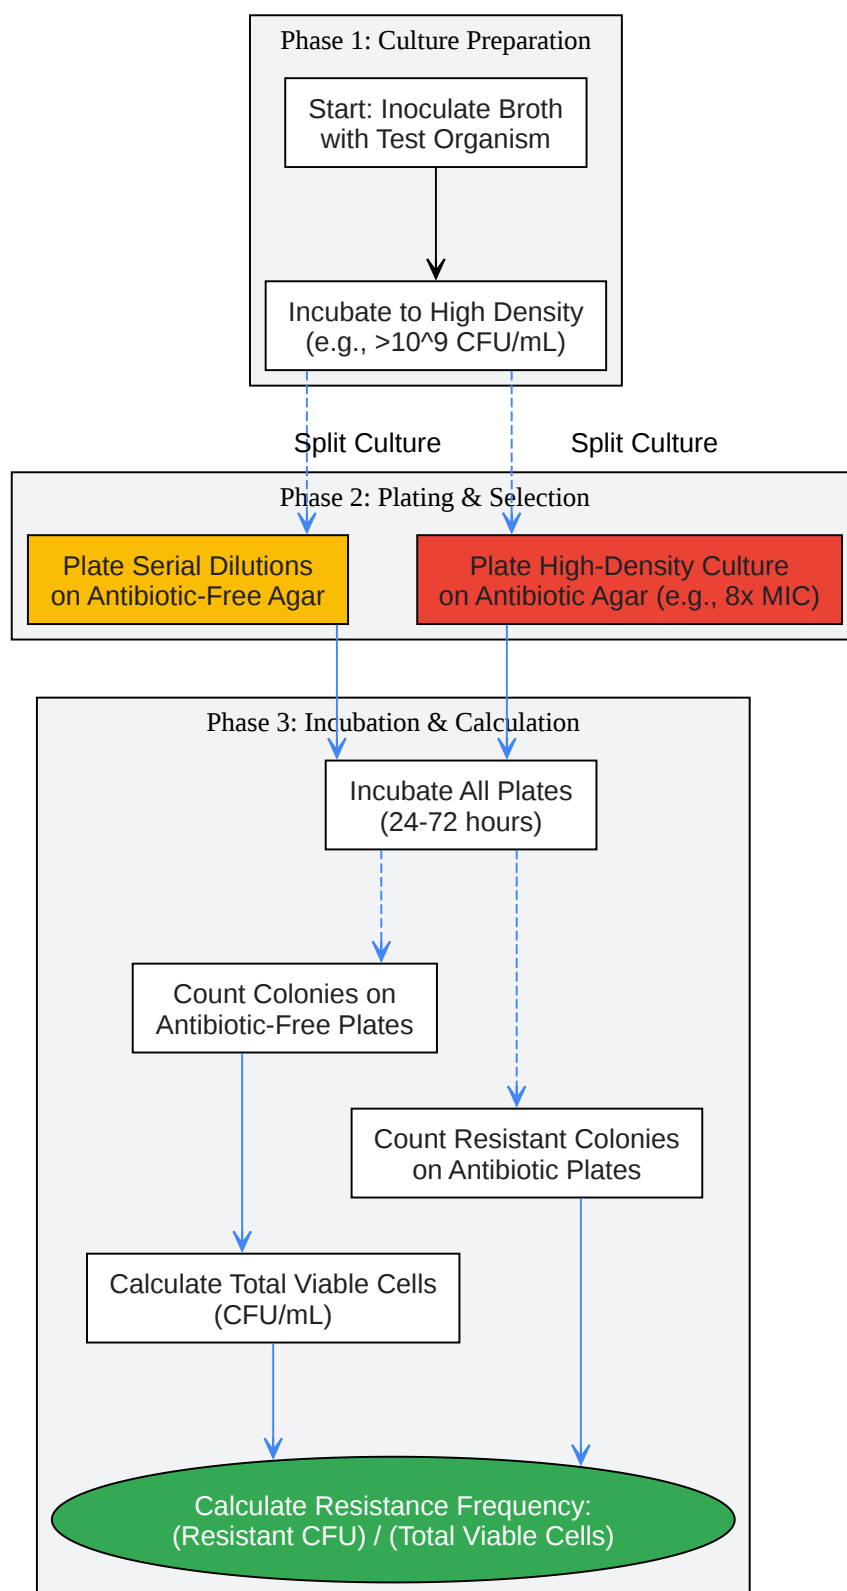 Phase 1: Culture Preparation
Start: Inoculate Broth
with Test Organism
Incubate to High Density
(e.g., >10^9 CFU/mL)
Split Culture
Split Culture
Phase 2: Plating & Selection
Plate Serial Dilutions
on Antibiotic-Free Agar
Plate High-Density Culture
on Antibiotic Agar (e.g., 8x MIC)
Phase 3: Incubation & Calculation
Incubate All Plates
(24-72 hours)
Count Colonies on
Antibiotic-Free Plates
Count Resistant Colonies
on Antibiotic Plates
Calculate Total Viable Cells
(CFU/mL)
Calculate Resistance Frequency:
(Resistant CFU) / (Total Viable Cells)